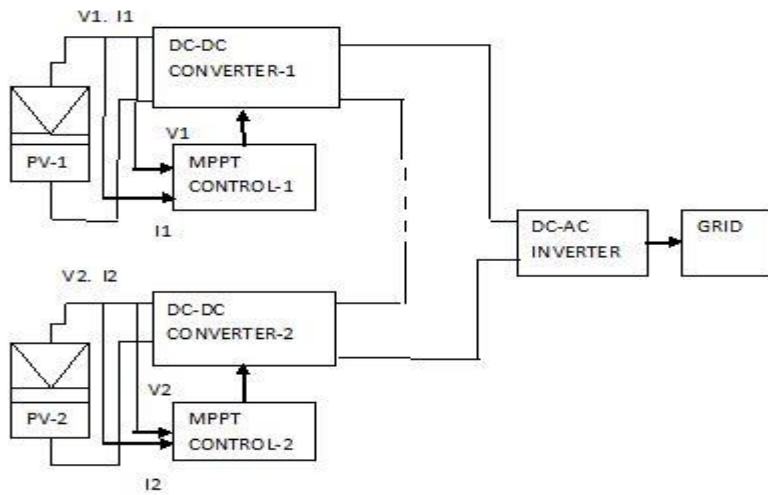 V1. I1
DC-DC
CONVERTER-1
PV-1
V1
MPPT
CONTROL-1
I1
DC-AC
INVERTER
GRID
V2. I2
DC-DC
CONVERTER-2
PV-2
V2
MPPT
CONTROL-2
I2